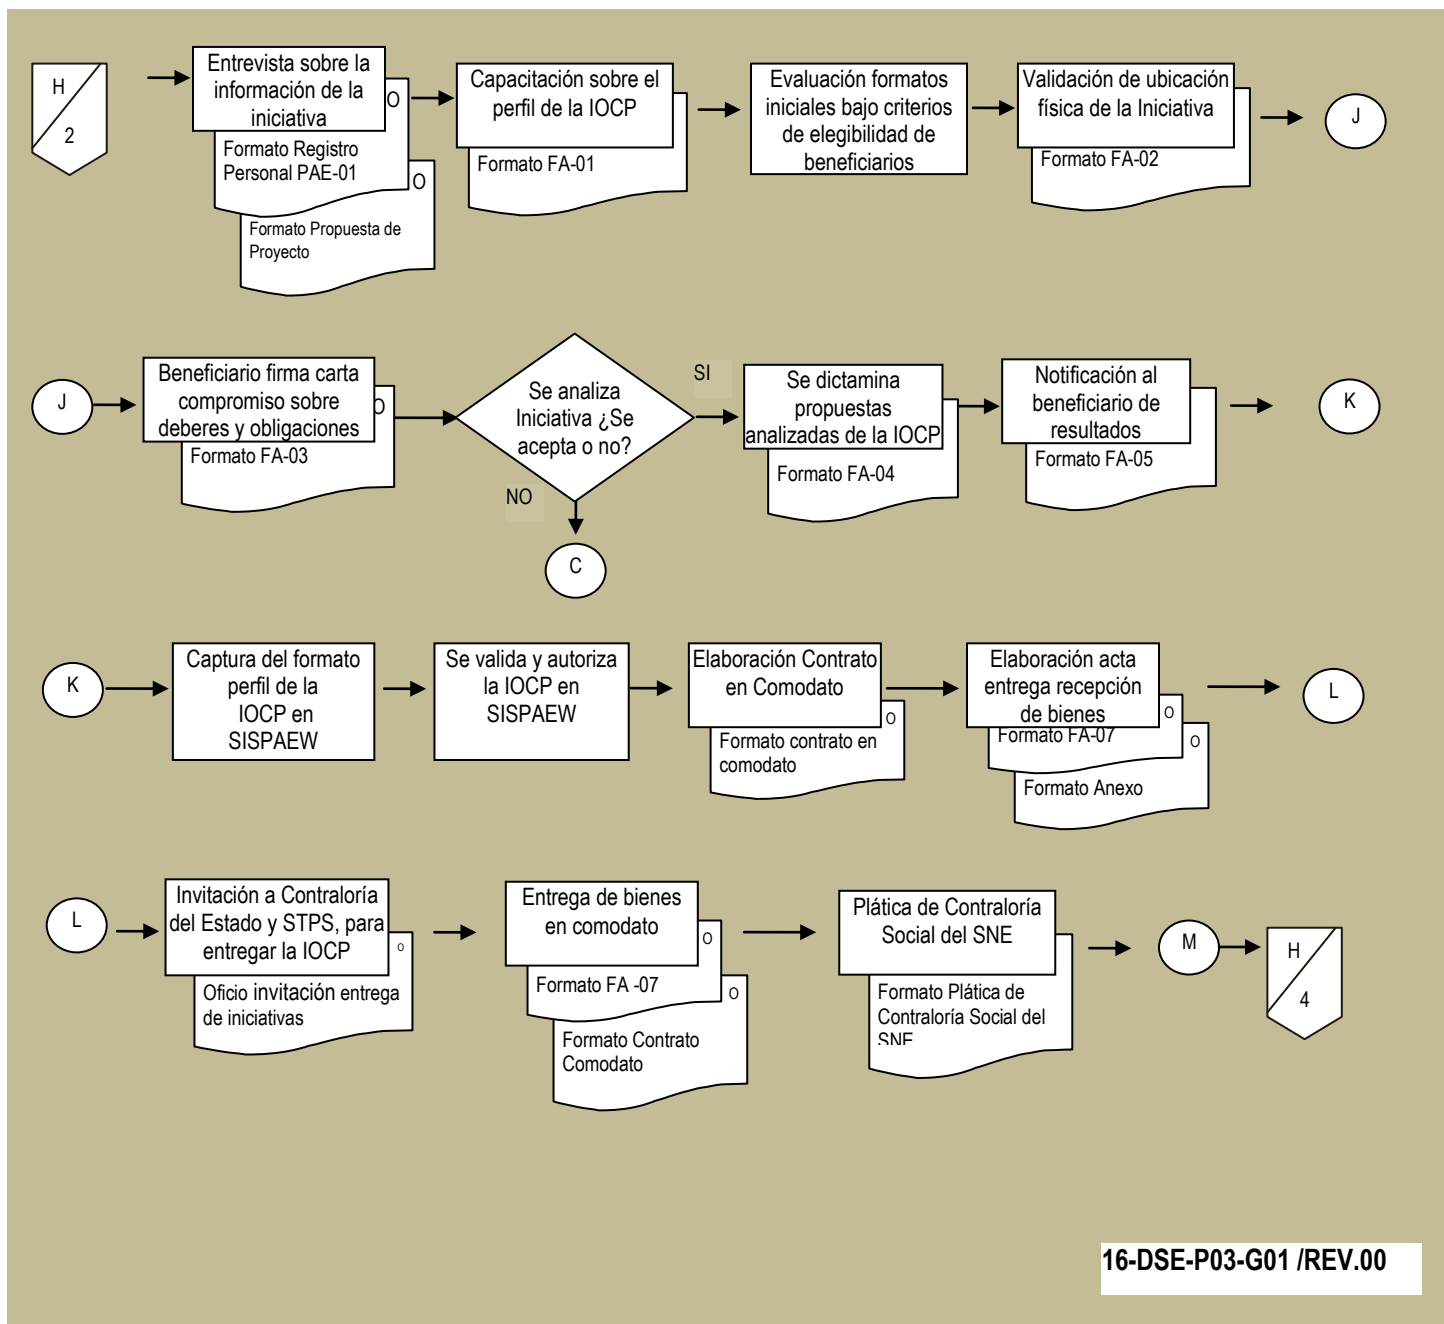 H
2
Entrevista sobre la
información de la
iniciativa
O
Formato Registro
Personal PAE-01
O
Formato Propuesta de
Proyecto
Capacitación sobre el
perfil de la IOCP
Formato FA-01
Evaluación formatos
iniciales bajo criterios
de elegibilidad de
beneficiarios
Validación de ubicación
física de la Iniciativa
Formato FA-02
J
J
Beneficiario firma carta
compromiso sobre
deberes y obligaciones
O
Formato FA-03
Se analiza
Iniciativa ¿Se
acepta o no?
SI
NO
C
Se dictamina
propuestas
analizadas de la IOCP
Formato FA-04
Notificación al
beneficiario de
resultados
Formato FA-05
K
K
Captura del formato
perfil de la
IOCP en
SISPAEW
Se valida y autoriza
la IOCP en
SISPAEW
Elaboración Contrato
en Comodato
O
Formato contrato en
comodato
Elaboración acta
entrega recepción
de bienes
O
Formato FA-07
O
Formato Anexo
L
L
Invitación a Contraloría
del Estado y STPS, para
entregar la IOCP
O
Oficio invitación entrega
de iniciativas
Entrega de bienes
en comodato
O
Formato FA -07
O
Formato Contrato
Comodato
Plática de Contraloría
Social del SNE
Formato Plática de
Contraloría Social del
SNE
M
H
4
16-DSE-P03-G01 /REV.00